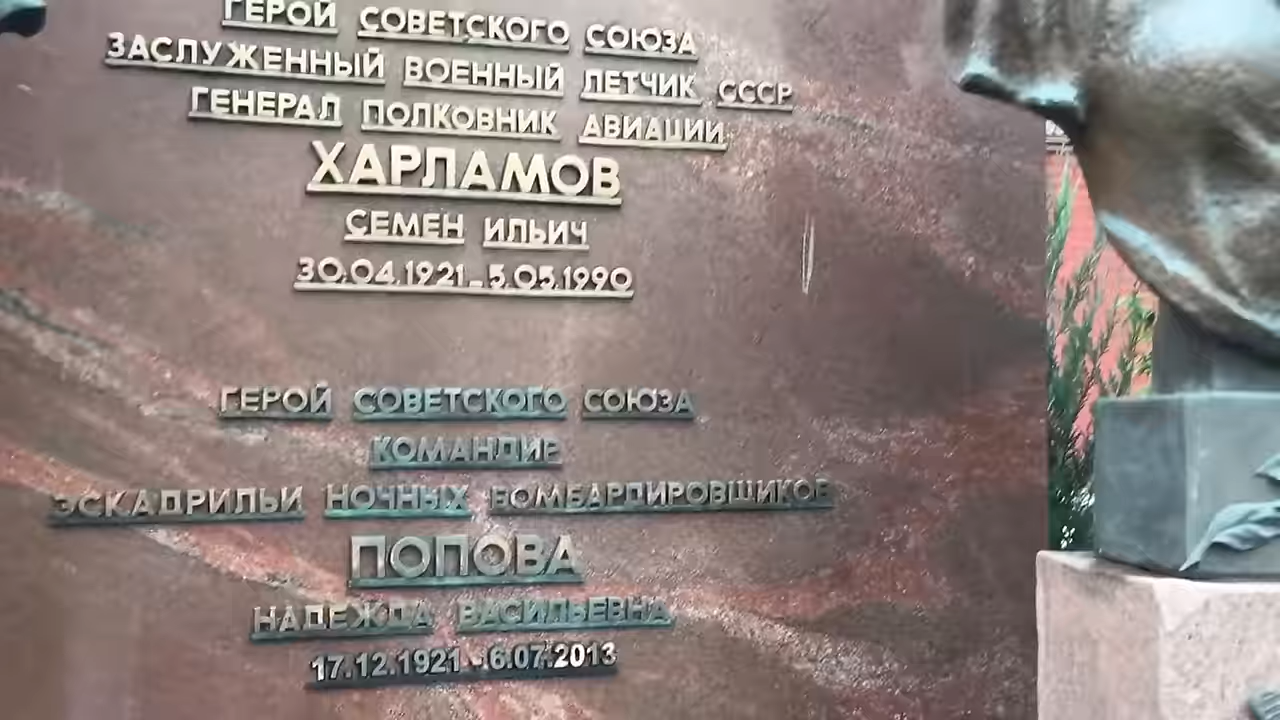 ГЕРОЙ СОВЕТСКОГО СОЮЗА
ЗАСЛУЖЕННЫЙ ВОЕННЫЙ ЛЕТЧИК СССР
ГЕНЕРАЛ ПОЛКОВНИК АВИАЦИИ
ХАРЛАМОВ
СЕМЕН ИЛЬИЧ
30.04.1921-5.05.1990
ГЕРОЙ СОВЕТСКОГО СОЮЗА
КОМАНДИР
ЭСКАДРИЛЬИ НОЧНЫХ БОМБАРДИРОВЩИКОВ
ПОПОВА
НАДЕЖДА ВАСИЛЬЕВНА
17.12.1921-6.07.2013